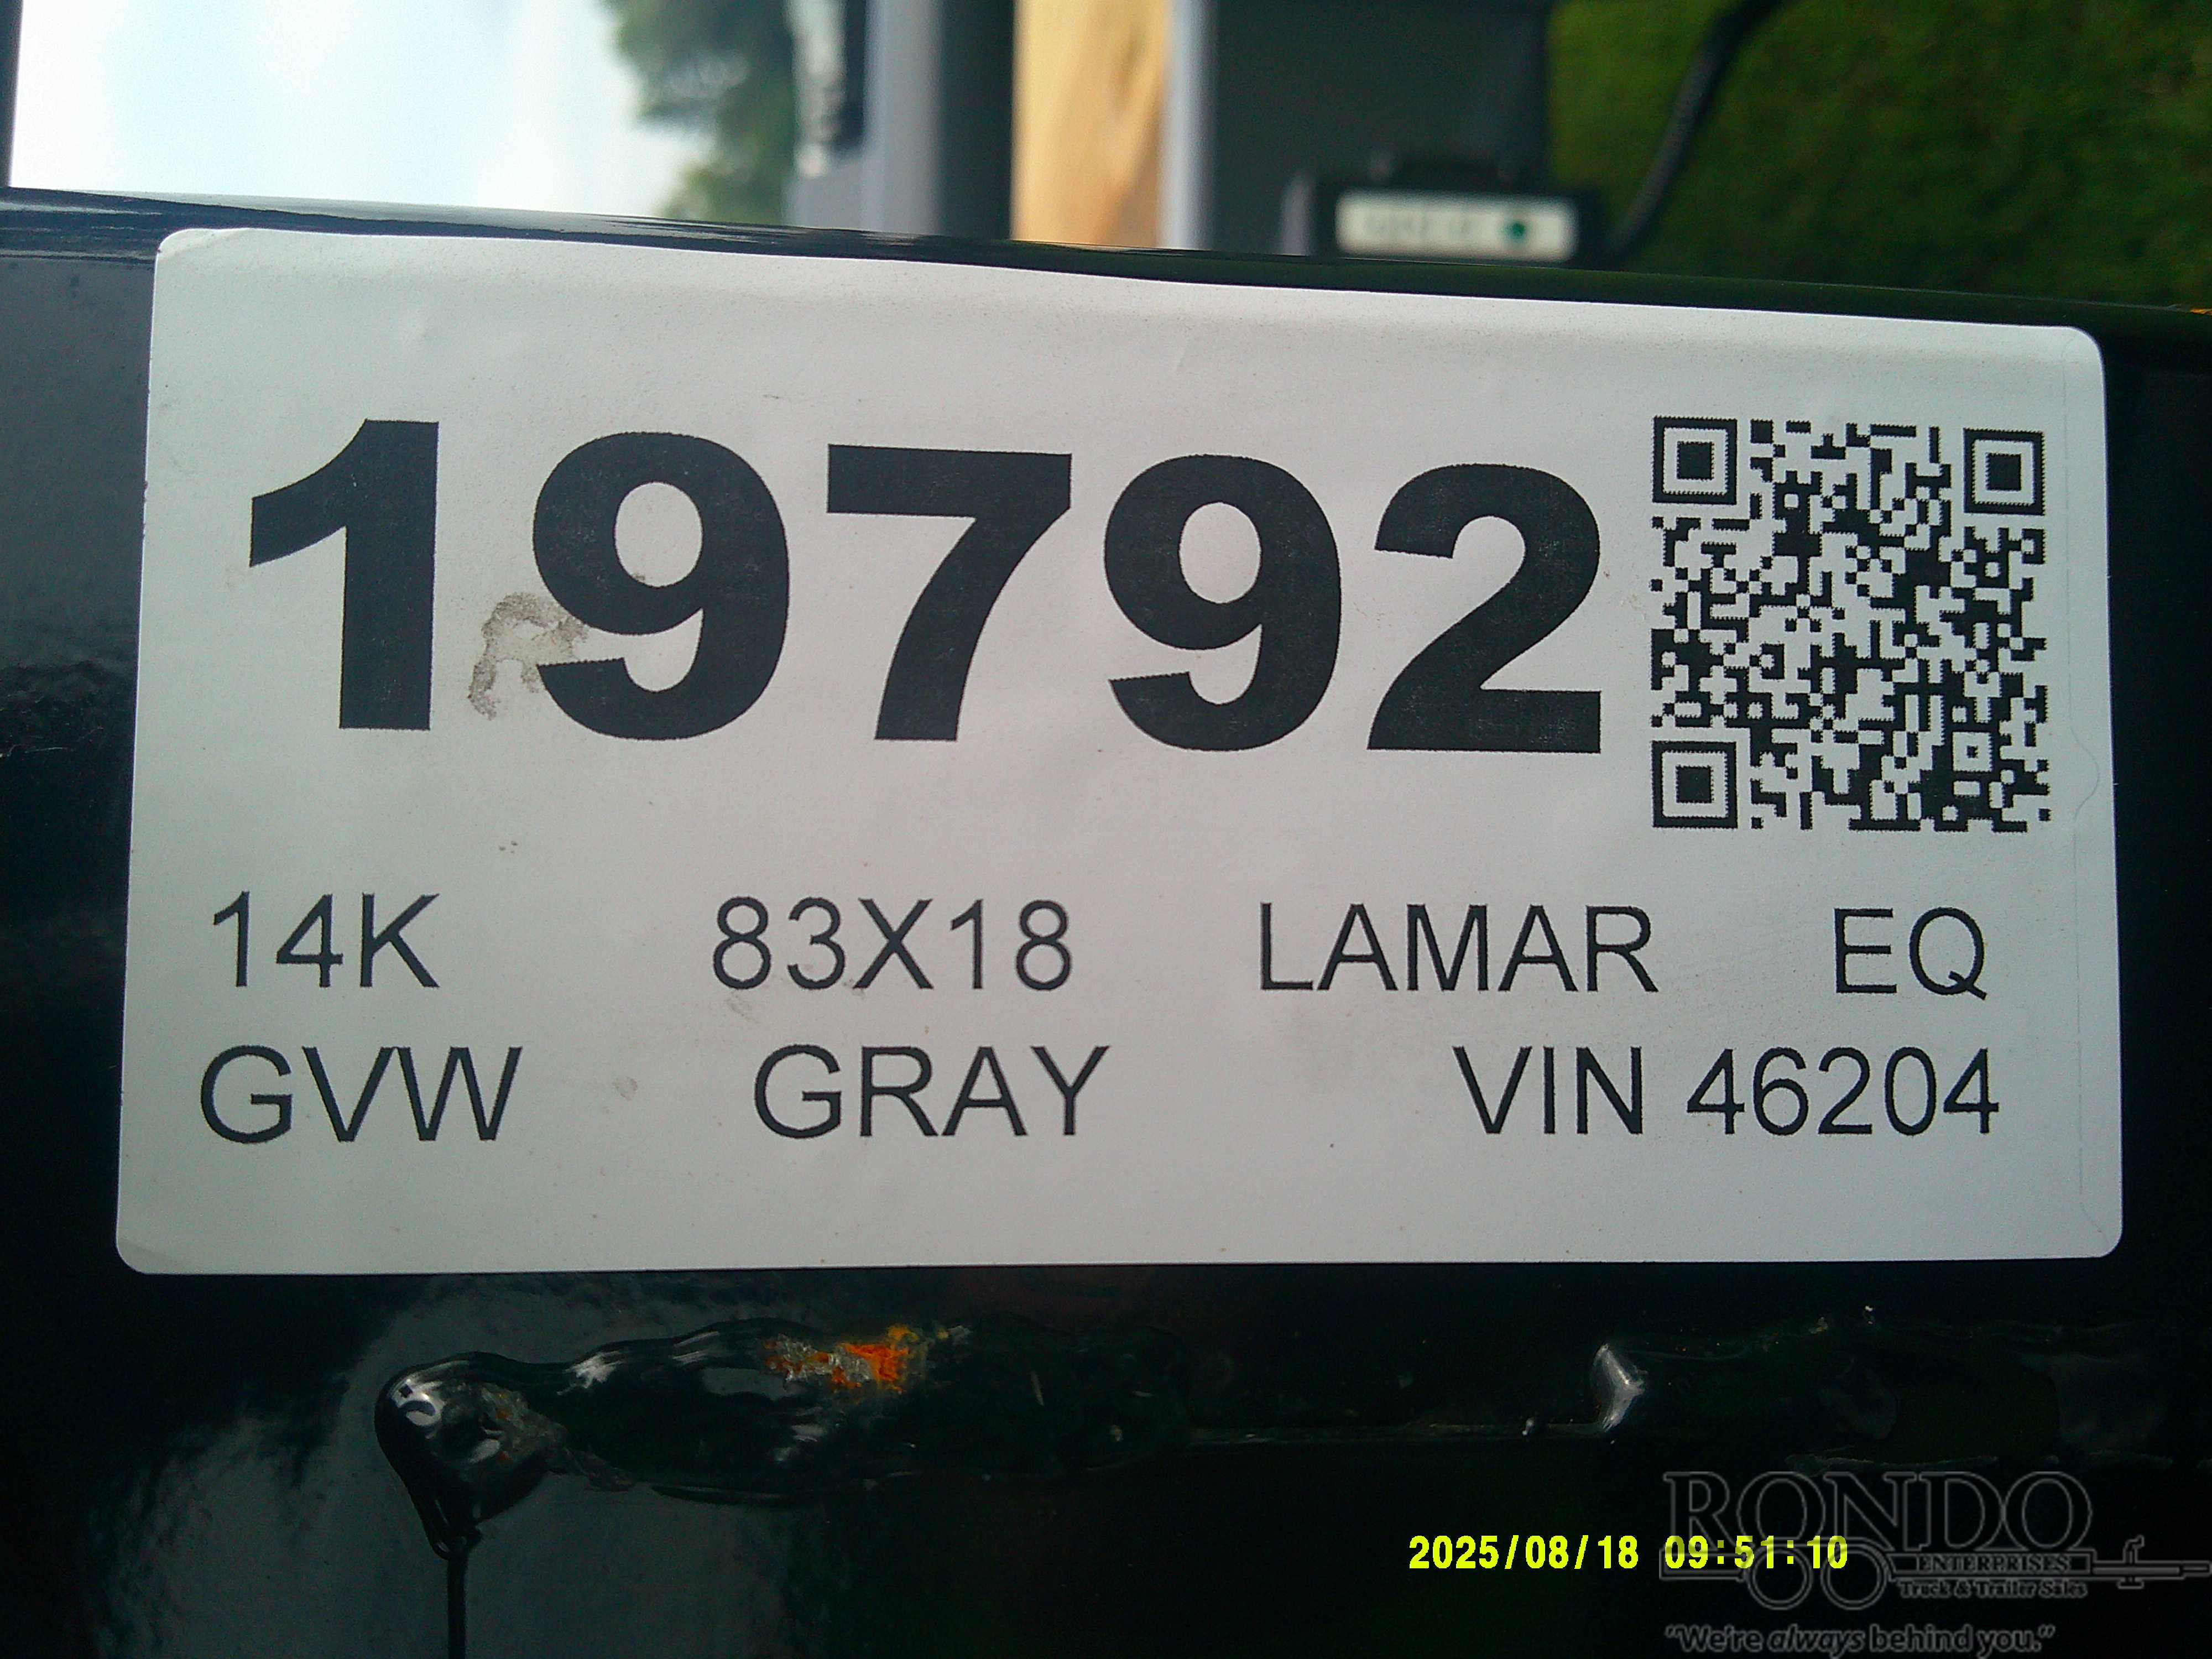 19792
14K 83X18 LAMAR EQ
GVW GRAY VIN 46204
2025/08/18 09:51:10
RONDO
ENTERPRISES
Truck & Trailer Sales
"We're always behind you."